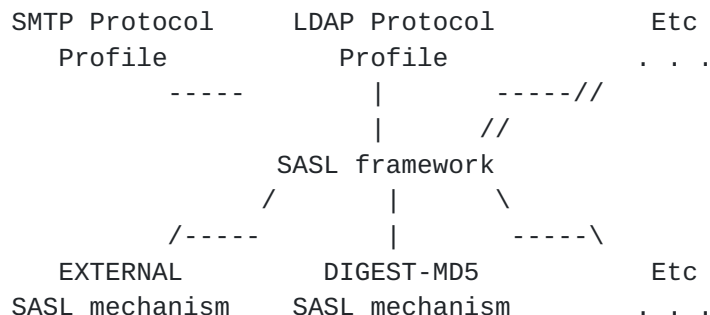 SMTP Protocol LDAP Protocol Etc
Profile Profile . . .
----- | -----//
| //
SASL framework
/ | \
/----- | -----\
EXTERNAL DIGEST-MD5 Etc
SASL mechanism SASL mechanism . . .